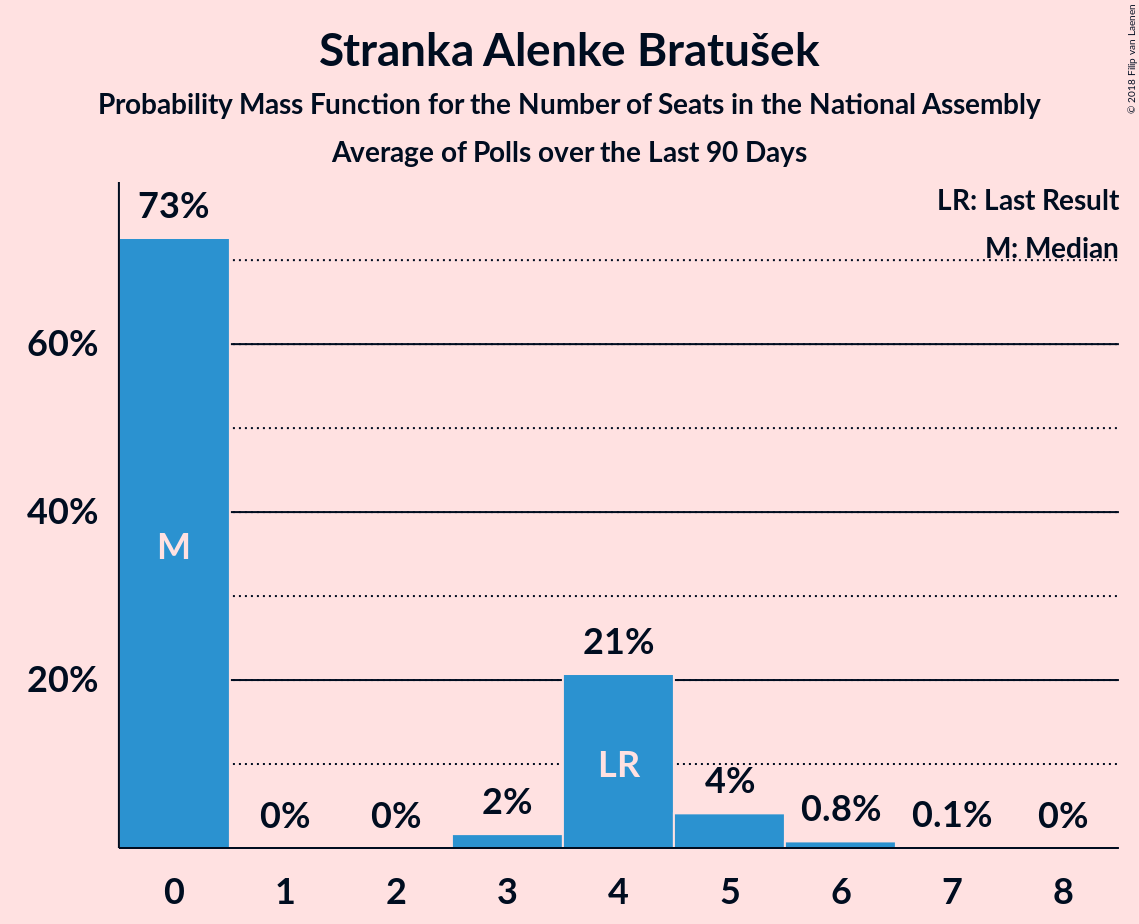 Stranka Alenke Bratušek
Probability Mass Function for the Number of Seats in the National Assembly
Average of Polls over the Last 90 Days
© 2018 Filip van Laenen
LR: Last Result
M: Median
73%
60%
40%
20%
M
0%
0%
2%
21%
LR
4%
0.8%
0.1%
0%
0 1 2 3 4 5 6 7 8